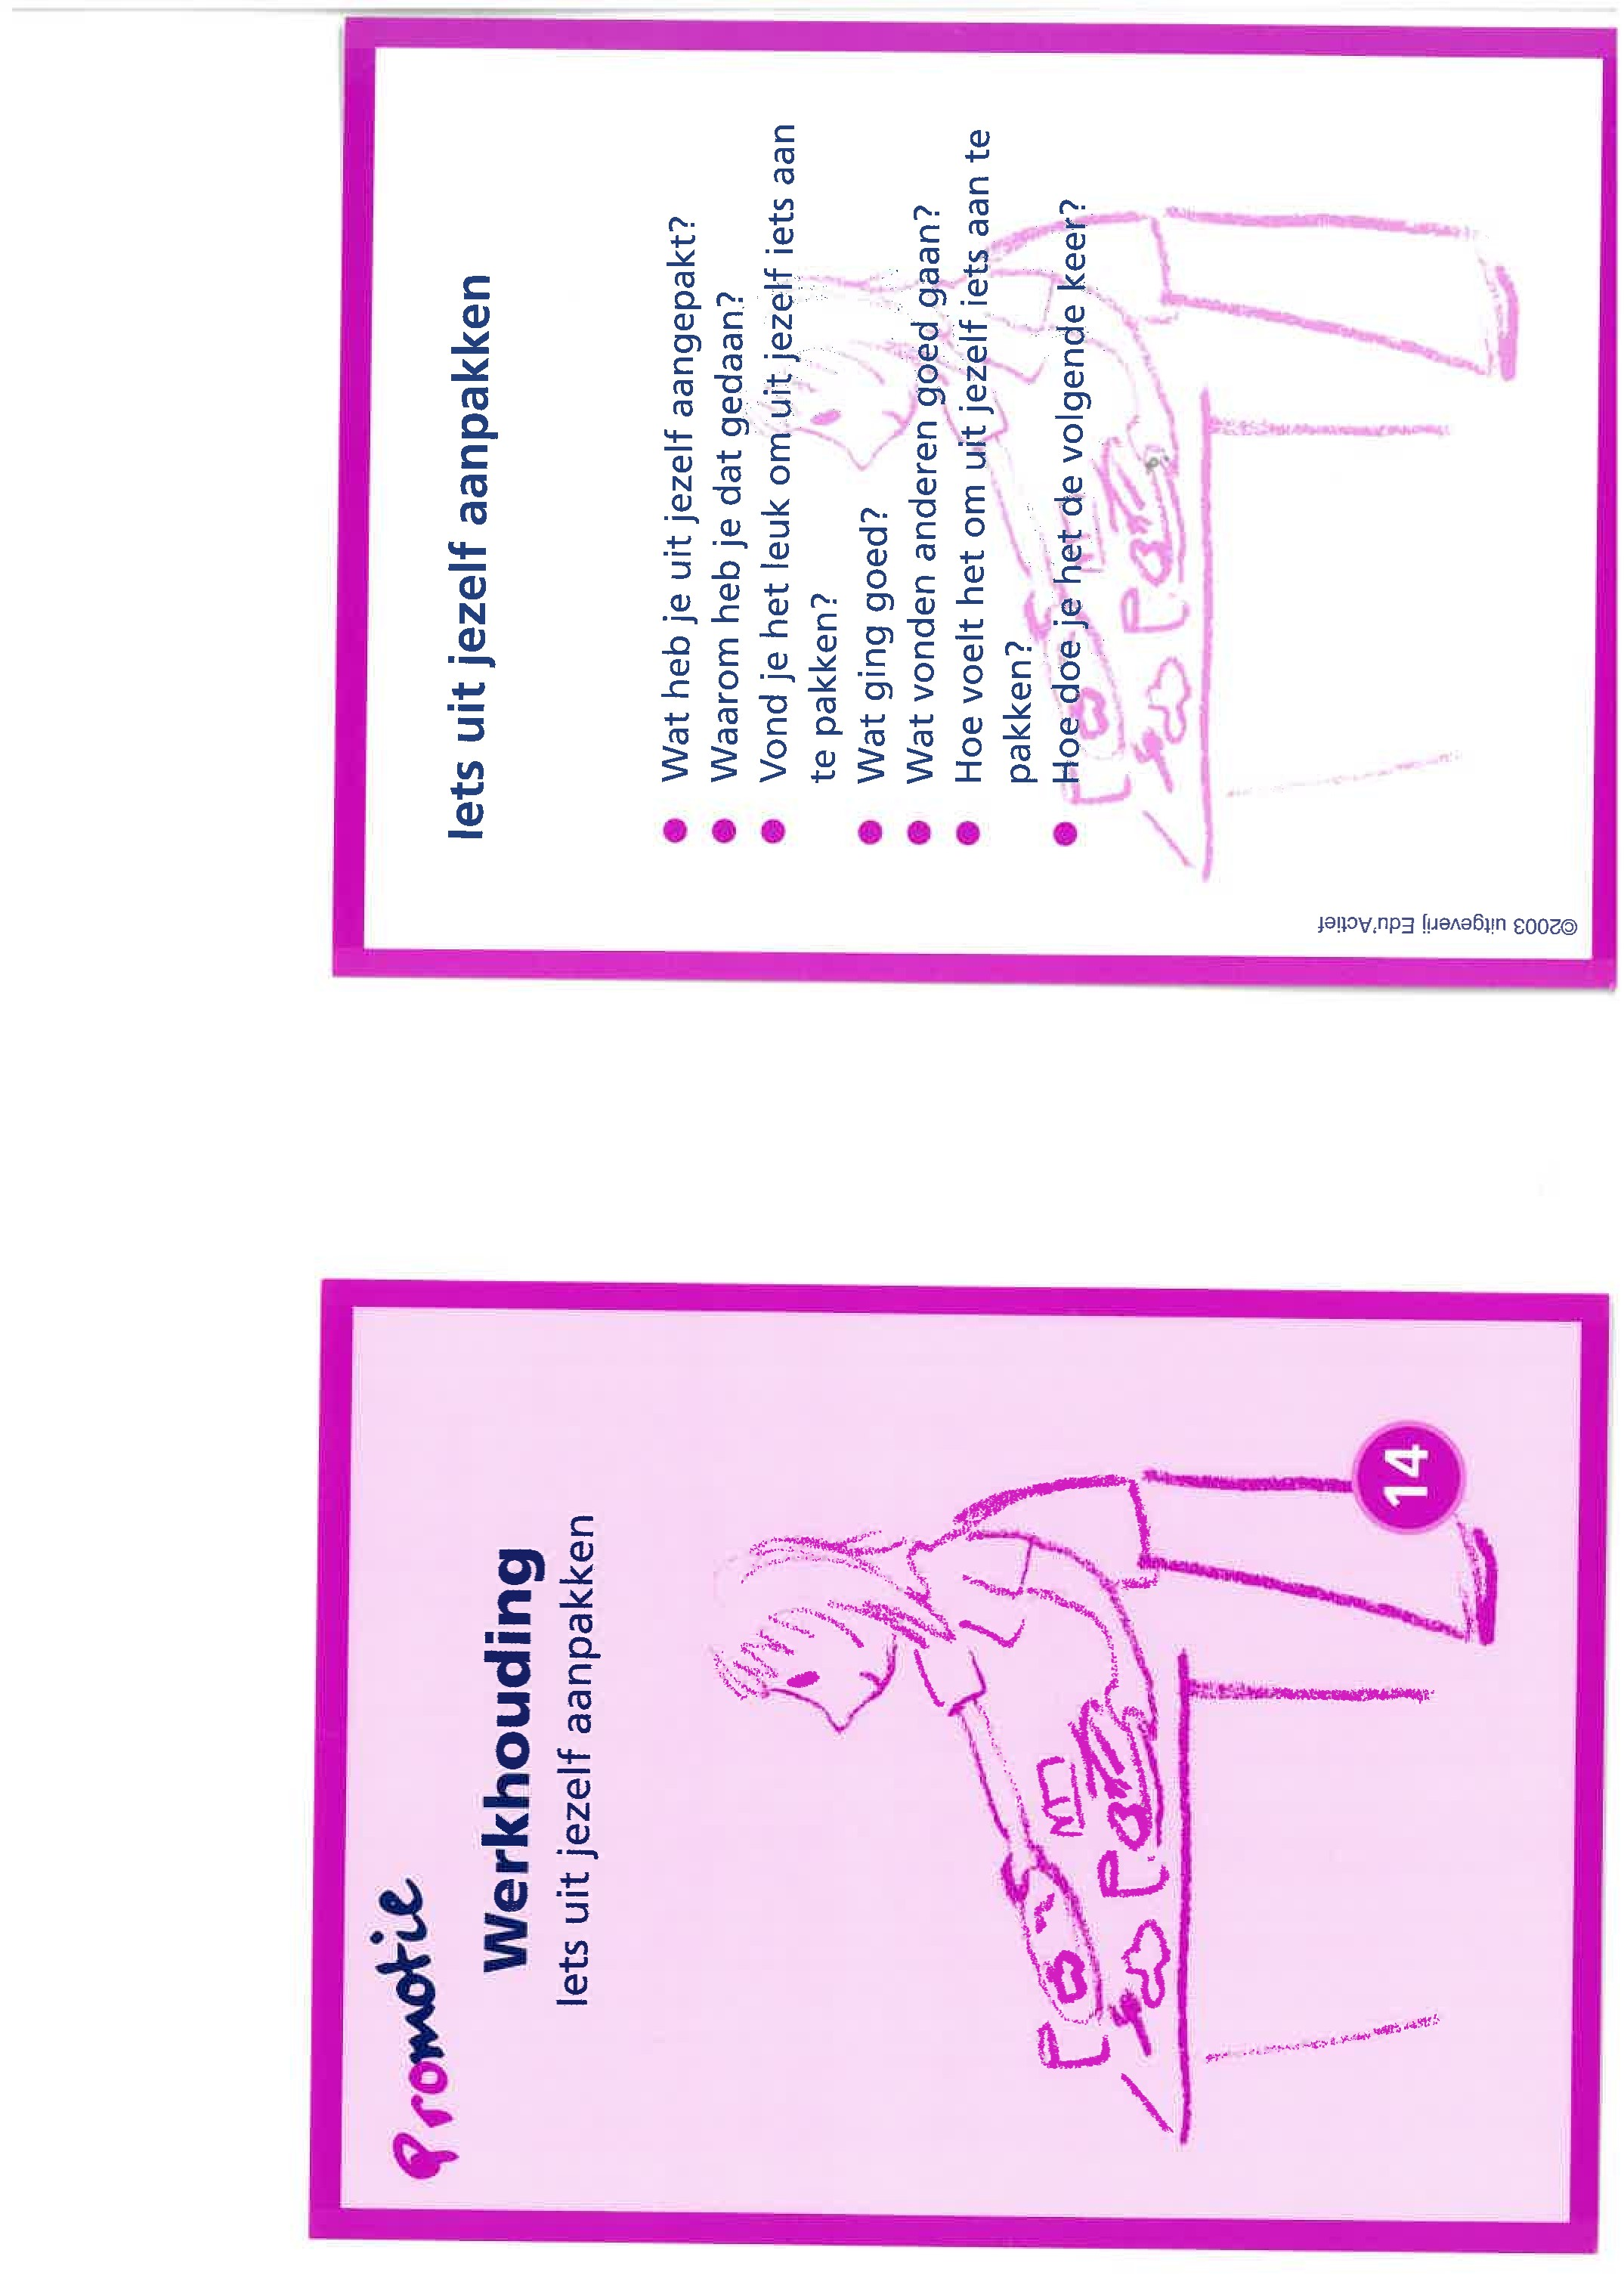 Promotie
Werkhouding
Iets uit jezelf aanpakken
14
Iets uit jezelf aanpakken
● Wat heb je uit jezelf aangepakt?
● Waarom heb je dat gedaan?
● Vond je het leuk om uit jezelf iets aan
te pakken?
● Wat ging goed?
● Wat vonden anderen goed gaan?
● Hoe voelt het om uit jezelf iets aan te
pakken?
● Hoe doe je het de volgende keer?
©2003 uitgeverij Edu'Actief